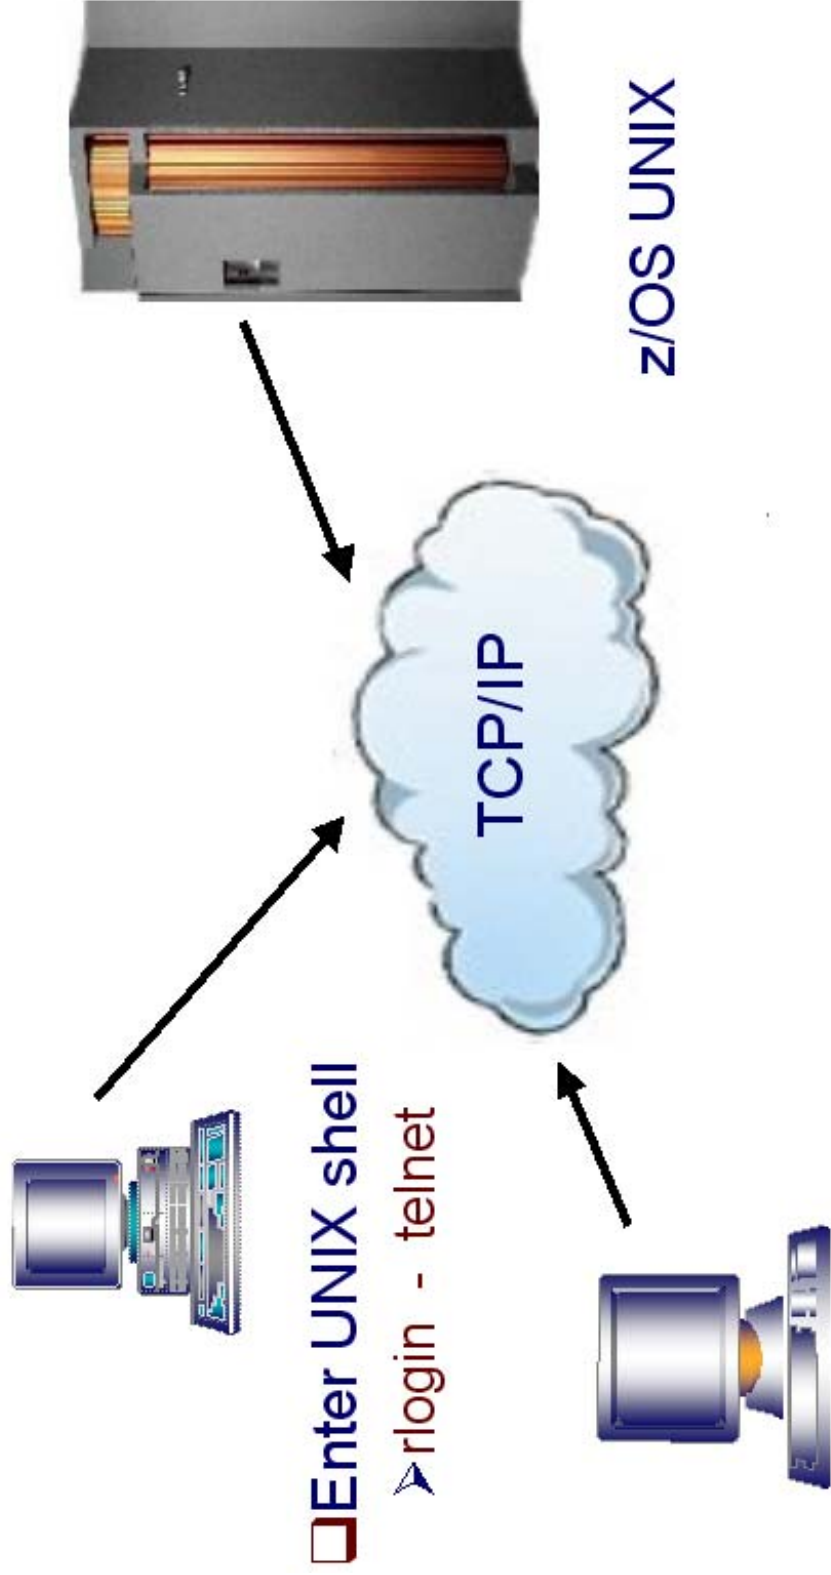 ❑Enter UNIX shell
➢rlogin - telnet
TCP/IP
z/OS UNIX